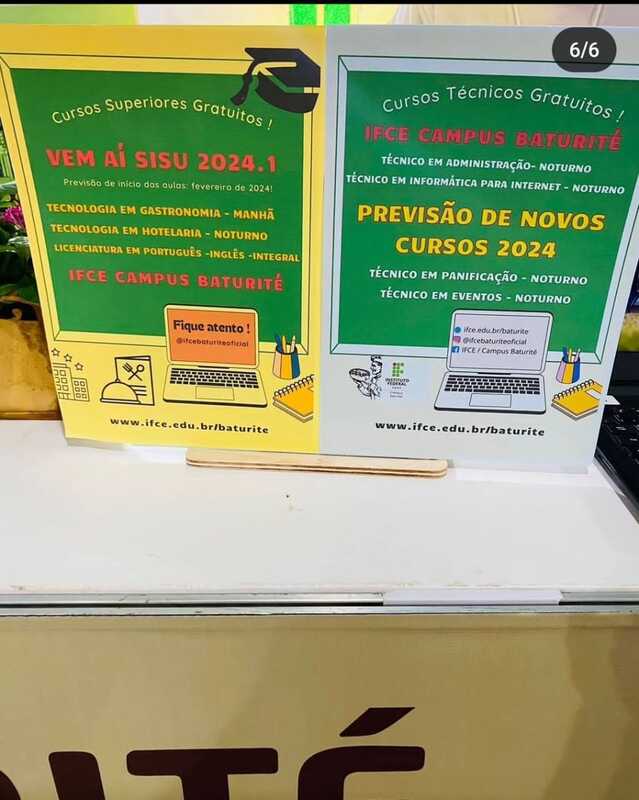 6/6
Cursos Superiores Gratuitos !
VEM AÍ SISU 2024.1
Previsão de início das aulas: fevereiro de 2024!
TECNOLOGIA EM GASTRONOMIA - MANHÃ
TECNOLOGIA EM HOTELARIA - NOTURNO
LICENCIATURA EM PORTUGUÊS -INGLÊS -INTEGRAL
IFCE CAMPUS BATURITÉ
Fique atento !
@ifcebaturiteoficial
www.ifce.edu.br/baturite
Cursos Técnicos Gratuitos !
IFCE CAMPUS BATURITÉ
TÉCNICO EM ADMINISTRAÇÃO- NOTURNO
TÉCNICO EM INFORMÁTICA PARA INTERNET - NOTURNO
PREVISÃO DE NOVOS
CURSOS 2024
TÉCNICO EM PANIFICAÇÃO - NOTURNO
TÉCNICO EM EVENTOS - NOTURNO
ifce.edu.br/baturite
@ifcebaturiteoficial
IFCE / Campus Baturité
INSTITUTO
FEDERAL
www.ifce.edu.br/baturite
ITÉ